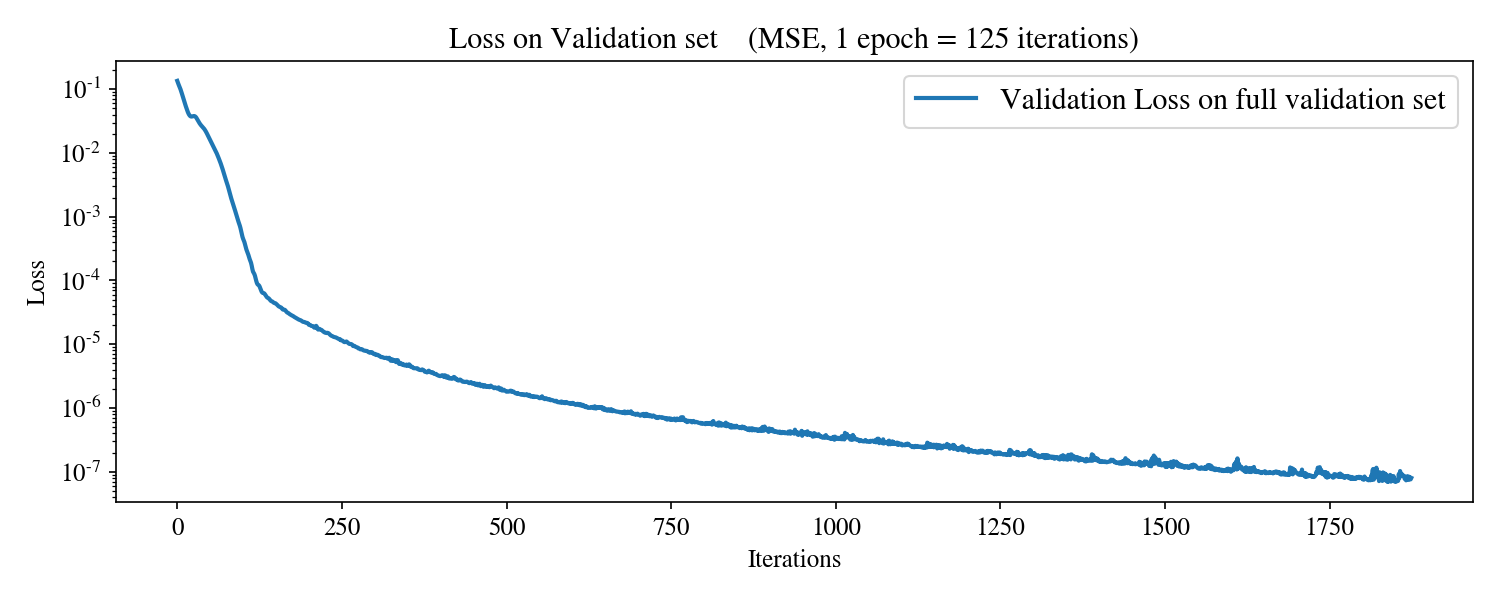 Loss on Validation set (MSE, 1 epoch = 125 iterations)
Validation Loss on full validation set
Loss
10-1
10-2
10-3
10-4
10-5
10-6
10-7
0 250 500 750 1000 1250 1500 1750
Iterations